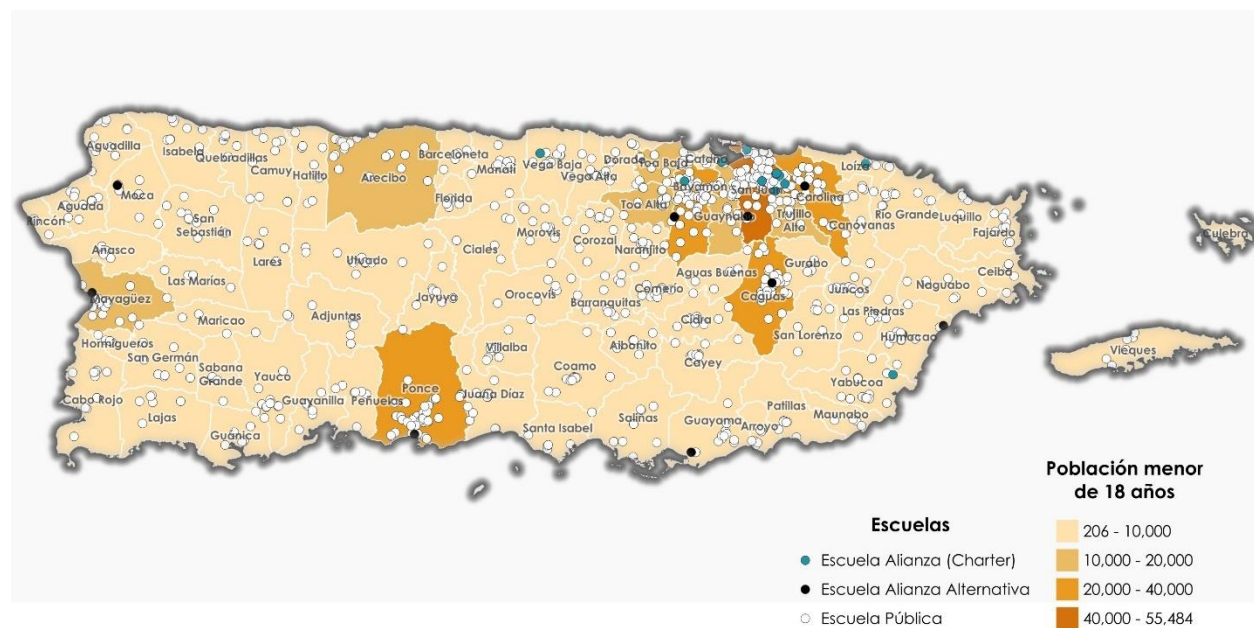 Aguadilla
Isabela
Quebradillas
Camuy
Hatillo
Arecibo
Barceloneta
Manatí
Vega Baja
Vega Alta
Dorado
Toa Baja
Cataño
Bayamón
San Juan
Carolina
Loíza
Moca
Aguada
Rincón
San
Sebastián
Florida
Toa Alta
Guaynabo
Trujillo
Alto
Canóvanas
Río Grande
Luquillo
Fajardo
Culebra
Añasco
Las Marías
Lares
Utuado
Ciales
Morovis
Corozal
Naranjito
Aguas Buenas
Gurabo
Ceiba
Mayagüez
Maricao
Adjuntas
Jayuya
Orocovis
Barranquitas
Comerío
Caguas
Juncos
Naguabo
Las Piedras
Cidra
San Lorenzo
Humacao
Hormigueros
San Germán
Sabana
Grande
Yauco
Villalba
Aibonito
Cayey
Coamo
Vieques
Yabucoa
Cabo Rojo
Lajas
Guánica
Guayanilla
Peñuelas
Ponce
Juana Díaz
Santa Isabel
Salinas
Guayama
Arroyo
Patillas
Maunabo
Escuelas
Escuela Alianza (Charter)
Escuela Alianza Alternativa
Escuela Pública
Población menor
de 18 años
206 - 10,000
10,000 - 20,000
20,000 - 40,000
40,000 - 55,484